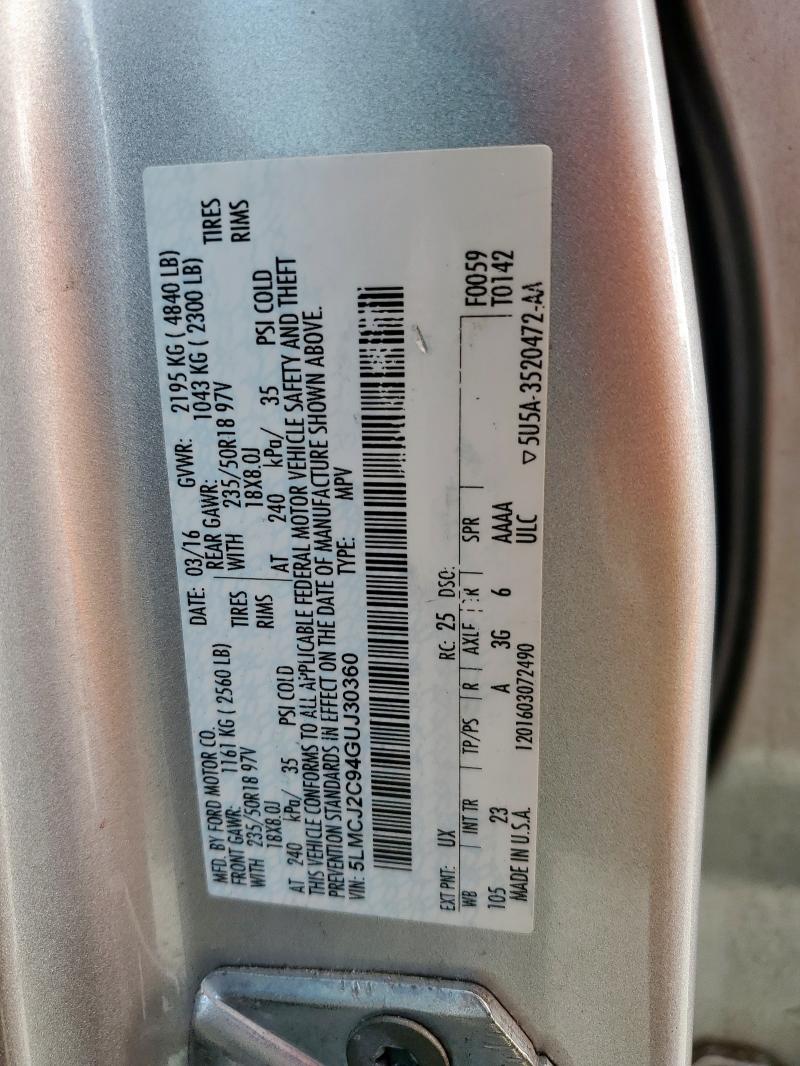 MFD. BY FORD MOTOR CO. DATE: 03/16 GVWR: 2195 KG ( 4840 LB)
FRONT GAWR: 1161 KG ( 2560 LB) REAR GAWR: 1043 KG ( 2300 LB)
WITH 235/50R18 97V TIRES WITH 235/50R18 97V TIRES
18X8.0J RIMS 18X8.0J RIMS
AT 240 kPa/ 35 PSI COLD AT 240 kPa/ 35 PSI COLD
THIS VEHICLE CONFORMS TO ALL APPLICABLE FEDERAL MOTOR VEHICLE SAFETY AND THEFT
PREVENTION STANDARDS IN EFFECT ON THE DATE OF MANUFACTURE SHOWN ABOVE.
VIN: 5LMCJ2C94GUJ30360 TYPE: MPV
EXT PNT: UX RC: 25 DSO: F0059
WB INT TR TP/PS R AXLE SPR T0142
105 23 A 3G 6 AAAA
MADE IN U.S.A. 1201603072490 ULC ▽5U5A-3520472-AA